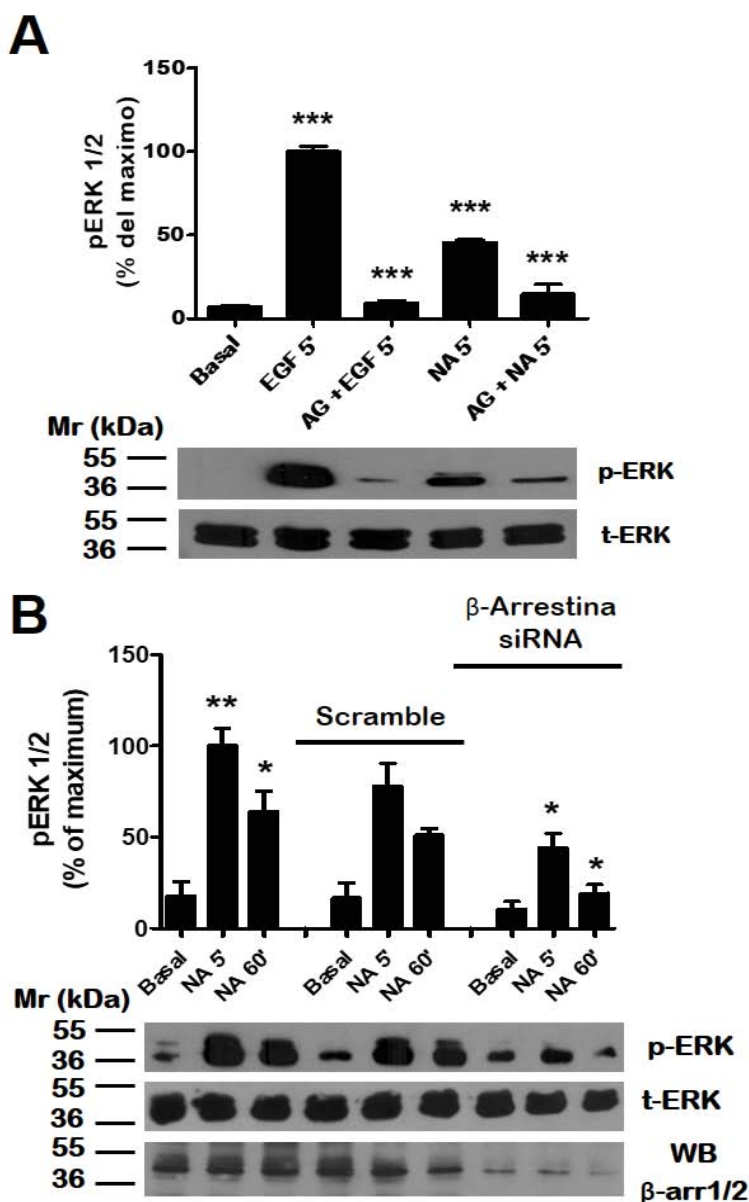 A
150
100
50
0
pERK 1/2
(% del maximo)
***
***
***
***
Basal
EGF 5'
AG +EGF 5'
NA 5'
AG + NA 5'
Mr (kDa)
55
36
p-ERK
55
36
t-ERK
B
β-Arrestina
siRNA
Scramble
150
100
50
0
pERK 1/2
(% of maximum)
**
*
*
*
Basal
NA 5'
NA 60'
Basal
NA 5'
NA 60'
Basal
NA 5'
NA 60'
Mr (kDa)
55
36
p-ERK
55
36
t-ERK
55
36
WB
β-arr1/2